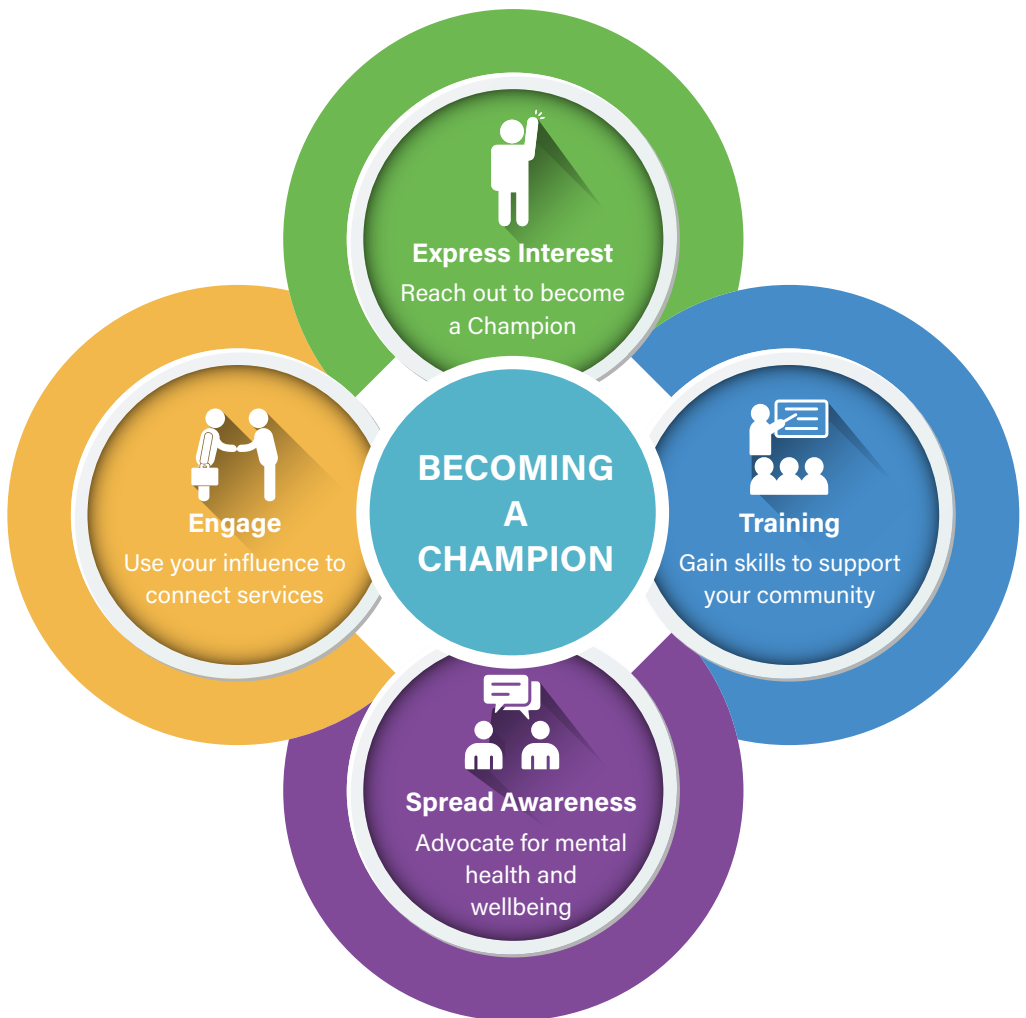 Express Interest
Reach out to become
a Champion
BECOMING
A
CHAMPION
Training
Gain skills to support
your community
Spread Awareness
Advocate for mental
health and
wellbeing
Engage
Use your influence to
connect services